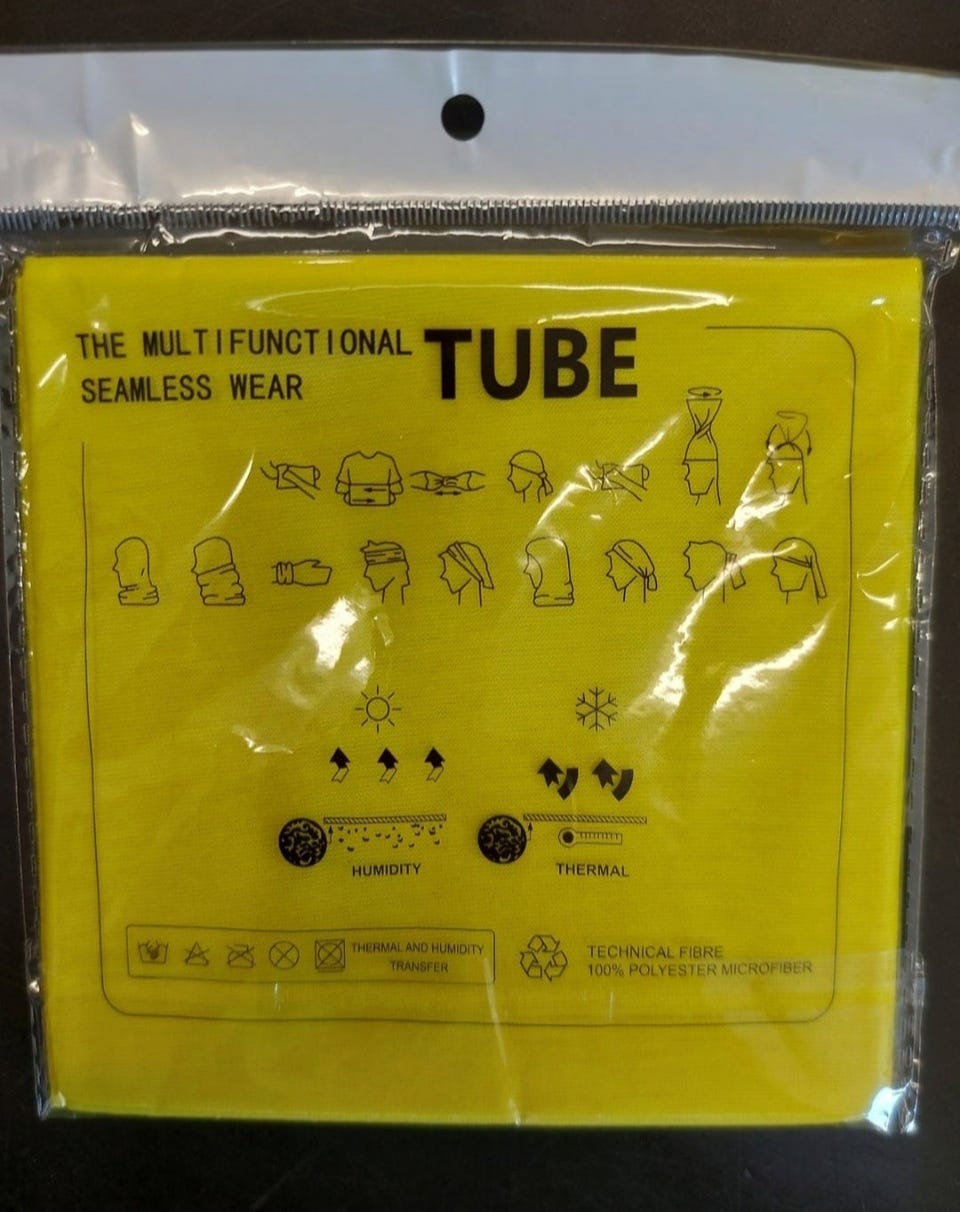 THE MULTIFUNCTIONAL TUBE
SEAMLESS WEAR
HUMIDITY
THERMAL
THERMAL AND HUMIDITY
TRANSFER
TECHNICAL FIBRE
100% POLYESTER MICROFIBER